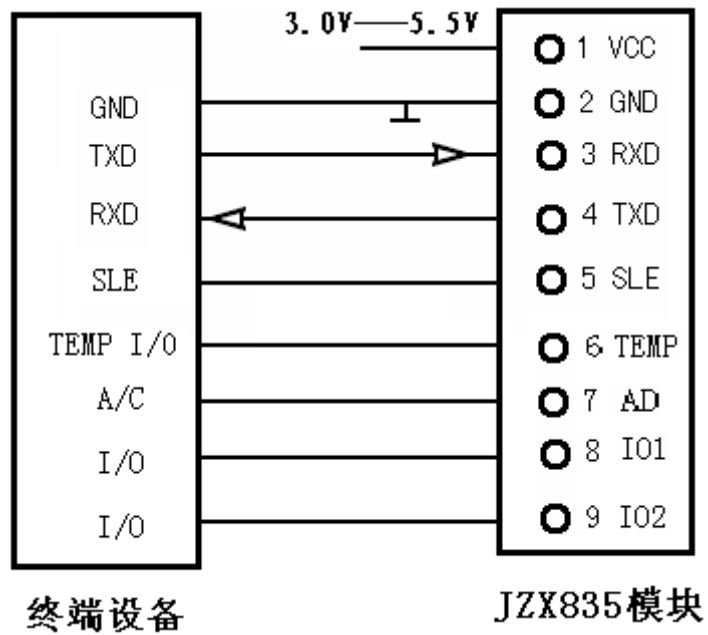 3.0V——5.5V
GND
TXD
RXD
SLE
TEMP I/O
A/C
I/O
I/O
终端设备
1 VCC
2 GND
3 RXD
4 TXD
5 SLE
6 TEMP
7 AD
8 IO1
9 IO2
JZX835模块